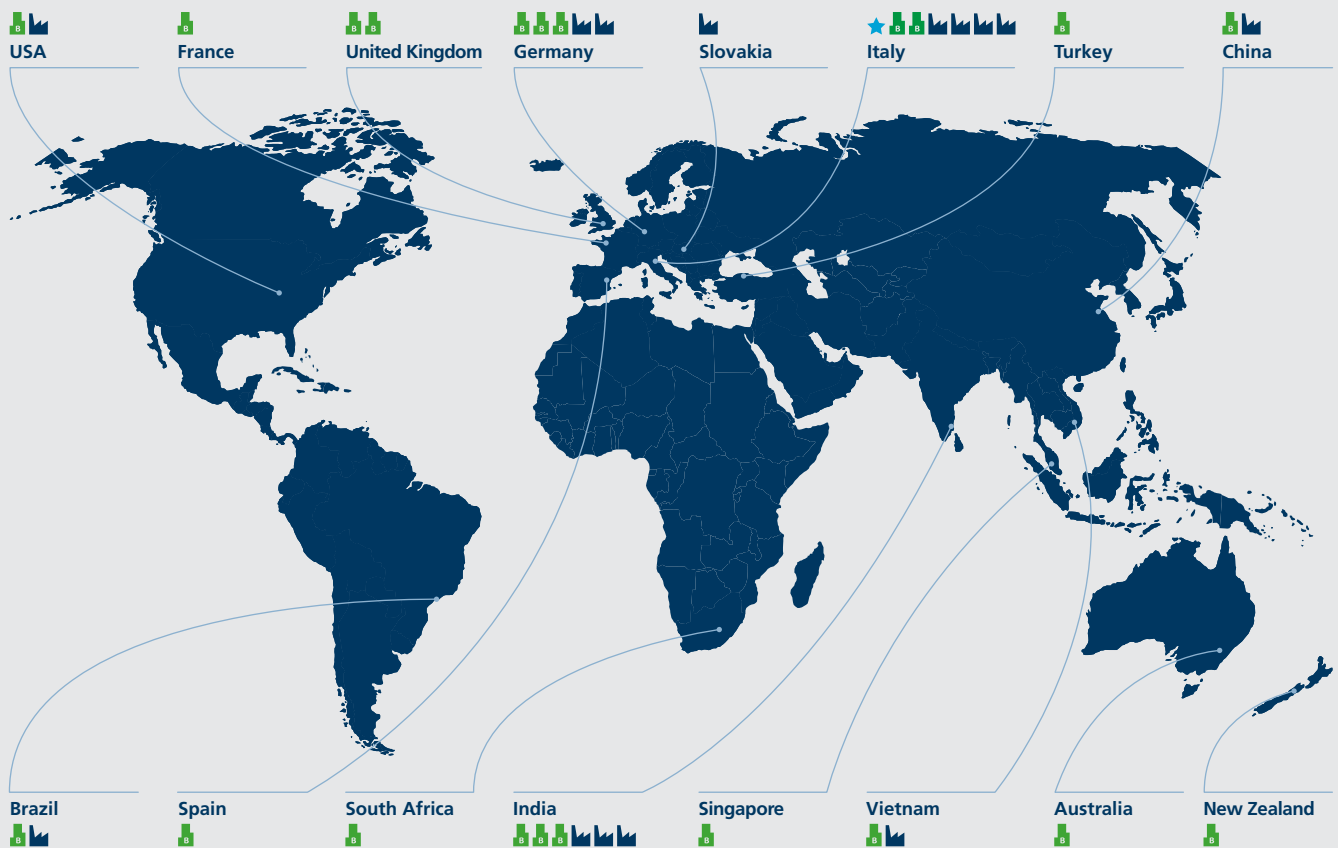 USA
France
United Kingdom
Germany
Slovakia
Italy
Turkey
China
Brazil
Spain
South Africa
India
Singapore
Vietnam
Australia
New Zealand
B
B
B B
B B B
B B
B
B
B
B
B
B B B
B
B
B
B